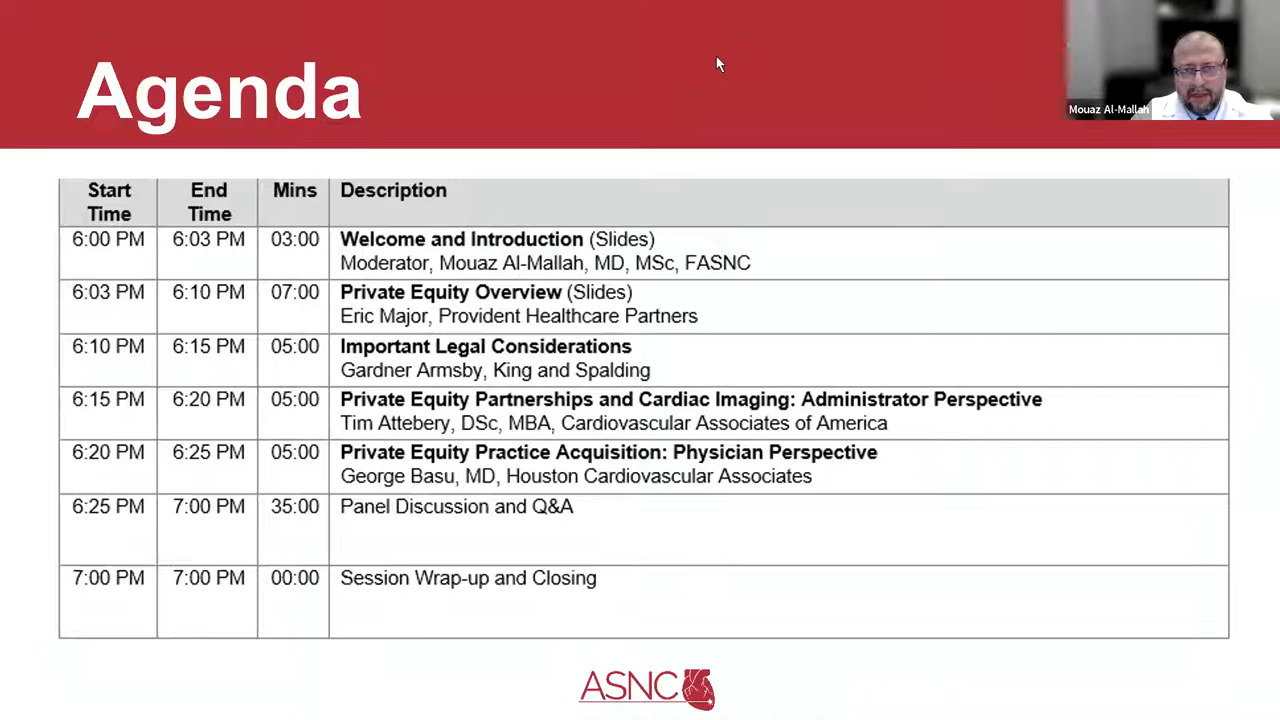 Agenda
Mouaz Al-Mallah
Start Time End Time Mins Description
6:00 PM 6:03 PM 03:00 Welcome and Introduction (Slides)
Moderator, Mouaz Al-Mallah, MD, MSc, FASNC
6:03 PM 6:10 PM 07:00 Private Equity Overview (Slides)
Eric Major, Provident Healthcare Partners
6:10 PM 6:15 PM 05:00 Important Legal Considerations
Gardner Armsby, King and Spalding
6:15 PM 6:20 PM 05:00 Private Equity Partnerships and Cardiac Imaging: Administrator Perspective
Tim Attebery, DSc, MBA, Cardiovascular Associates of America
6:20 PM 6:25 PM 05:00 Private Equity Practice Acquisition: Physician Perspective
George Basu, MD, Houston Cardiovascular Associates
6:25 PM 7:00 PM 35:00 Panel Discussion and Q&A
7:00 PM 7:00 PM 00:00 Session Wrap-up and Closing
ASNC